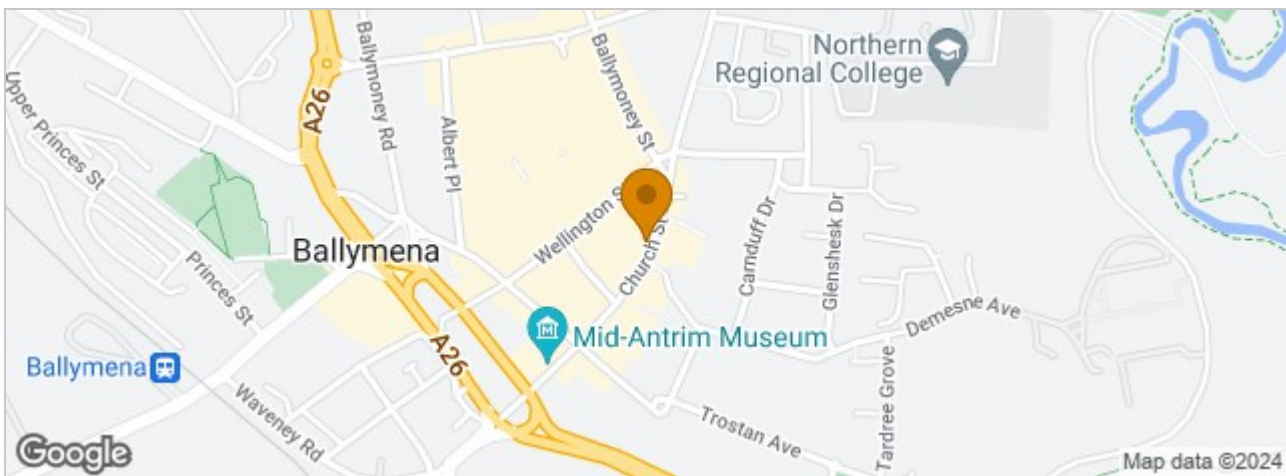 Ballymoney Rd
Ballymoney St
Northern
Regional College
Upper Princes St
A26
Albert Pl
Wellington S
Church St
Carnduff Dr
Glenshesk Dr
Ballymena
Princes St
Demesne Ave
Mid-Antrim Museum
Ballymena
A26
Tardree Grove
Waveney Rd
Trostan Ave
Google
Map data ©2024